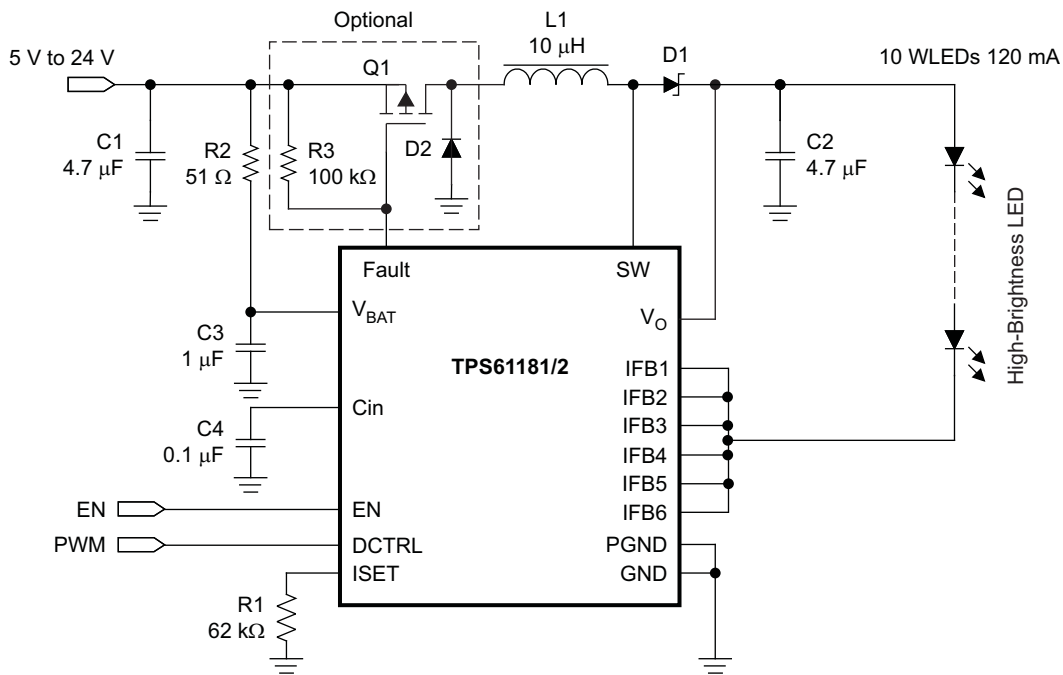 Optional
L1
10 μH
D1
5 V to 24 V
10 WLEDs 120 mA
Q1
C1
4.7 μF
R2
51 Ω
R3
100 kΩ
D2
C2
4.7 μF
High-Brightness LED
Fault
SW
VBAT
VO
C3
1 μF
TPS61181/2
IFB1
IFB2
IFB3
IFB4
IFB5
IFB6
Cin
C4
0.1 μF
EN
EN
PWM
DCTRL
PGND
ISET
GND
R1
62 kΩ